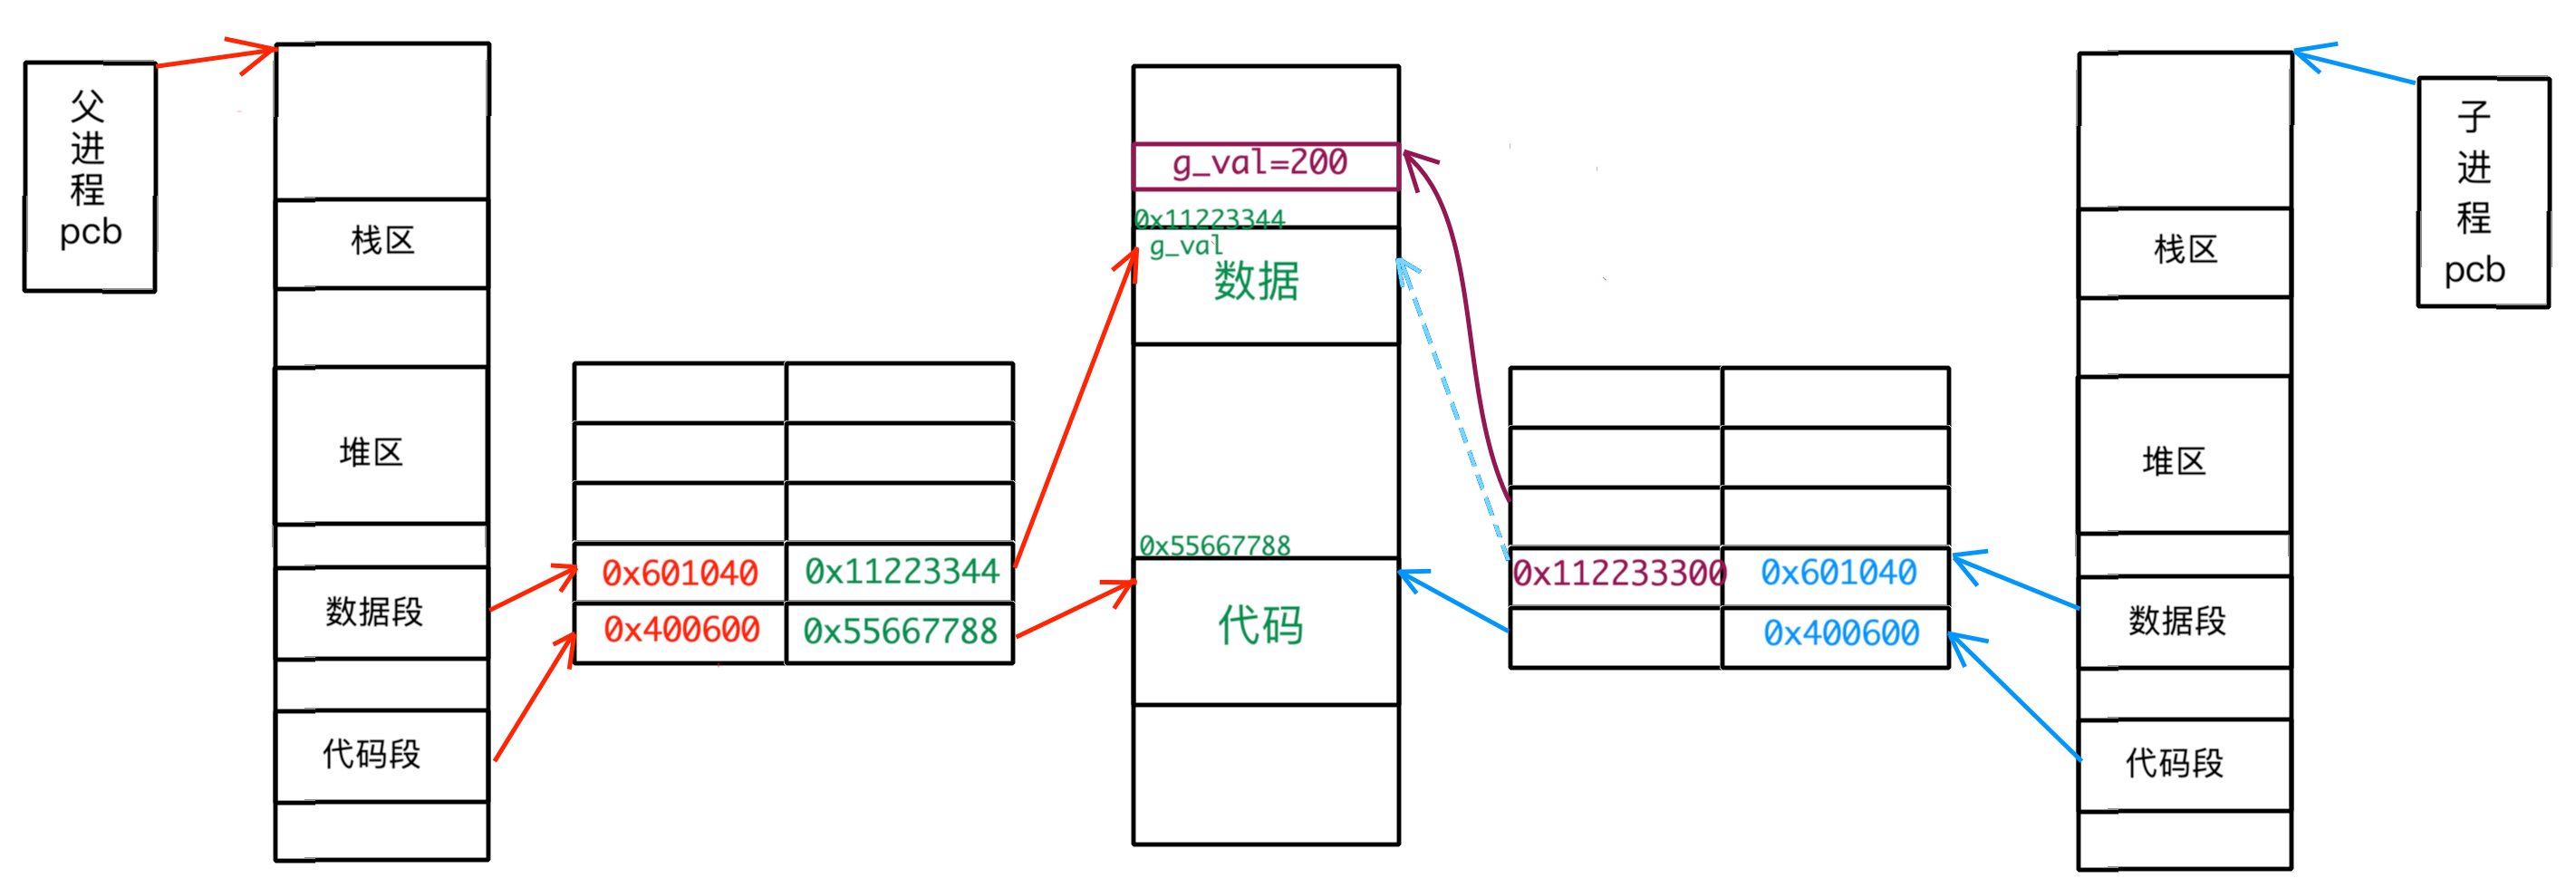 父
进
程
pcb
栈区
堆区
数据段
代码段
0x601040 0x11223344
0x400600 0x55667788
g_val=200
0x11223344
g_val
数据
0x55667788
代码
0x112233300 0x601040
0x400600
栈区
堆区
数据段
代码段
子
进
程
pcb